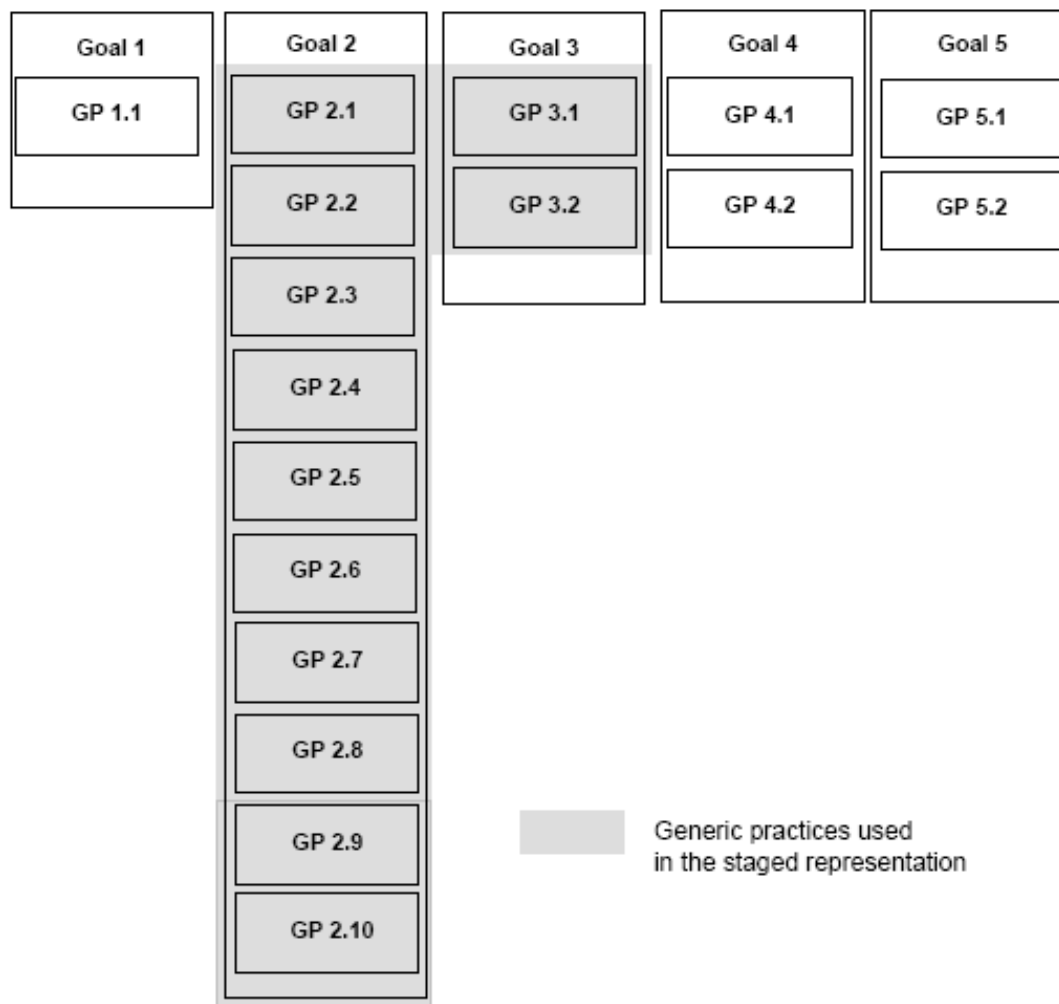 Goal 1
Goal 2
Goal 3
Goal 4
Goal 5
GP 1.1
GP 2.1
GP 3.1
GP 4.1
GP 5.1
GP 2.2
GP 3.2
GP 4.2
GP 5.2
GP 2.3
GP 2.4
GP 2.5
GP 2.6
GP 2.7
GP 2.8
GP 2.9
GP 2.10
Generic practices used
in the staged representation